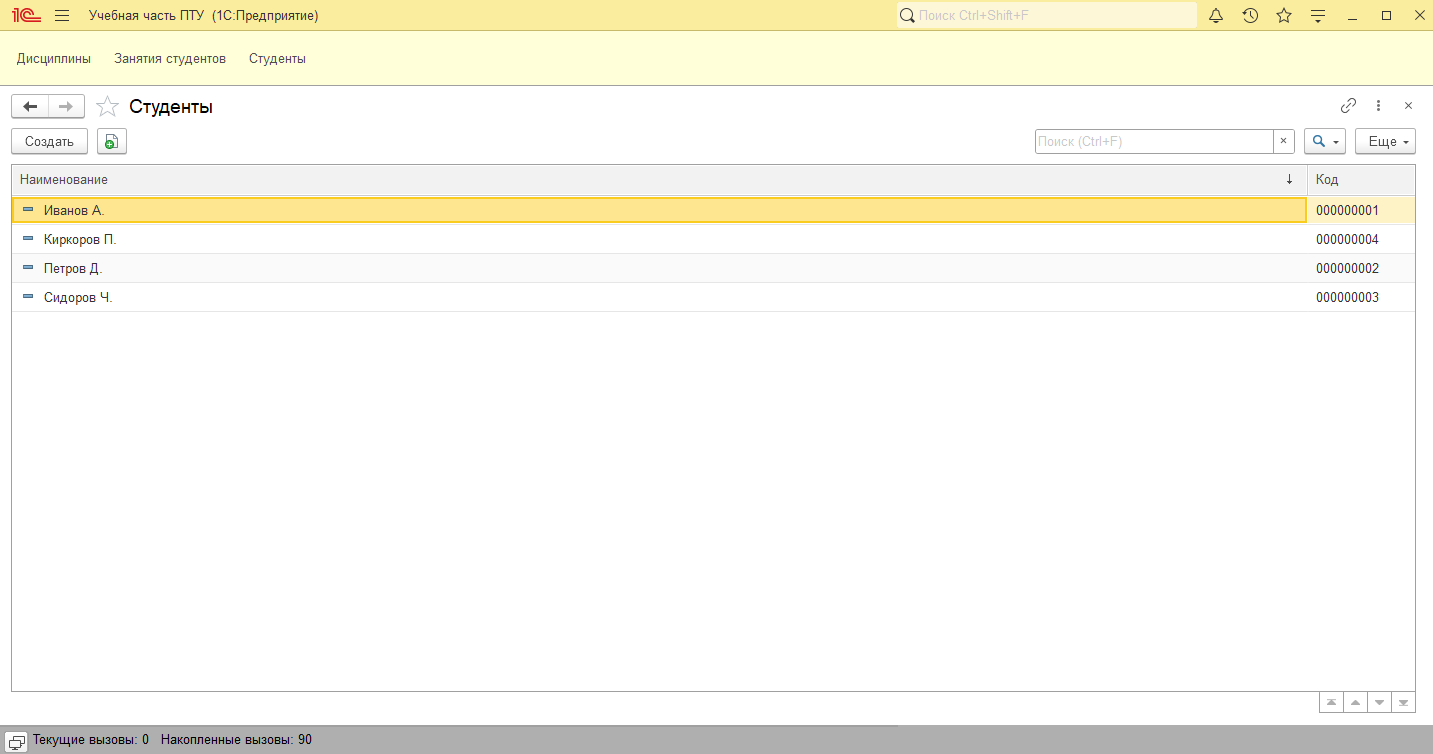 1С Учебная часть ПТУ (1С:Предприятие) Поиск Ctrl+Shift+F
Дисциплины Занятия студентов Студенты
Студенты
Создать Поиск (Ctrl+F) × Еще
Наименование ↓ Код
Иванов А. 000000001
Киркоров П. 000000004
Петров Д. 000000002
Сидоров Ч. 000000003
Текущие вызовы: 0 Накопленные вызовы: 90